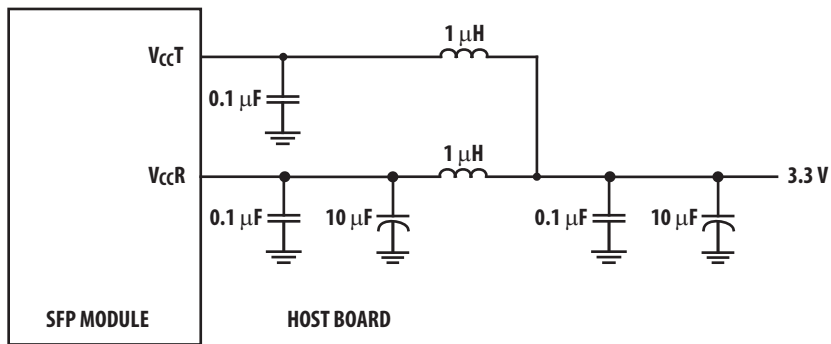 1 µH
VCCT
0.1 µF
1 µH
VCCR
3.3 V
0.1 µF
10 µF
0.1 µF
10 µF
SFP MODULE
HOST BOARD